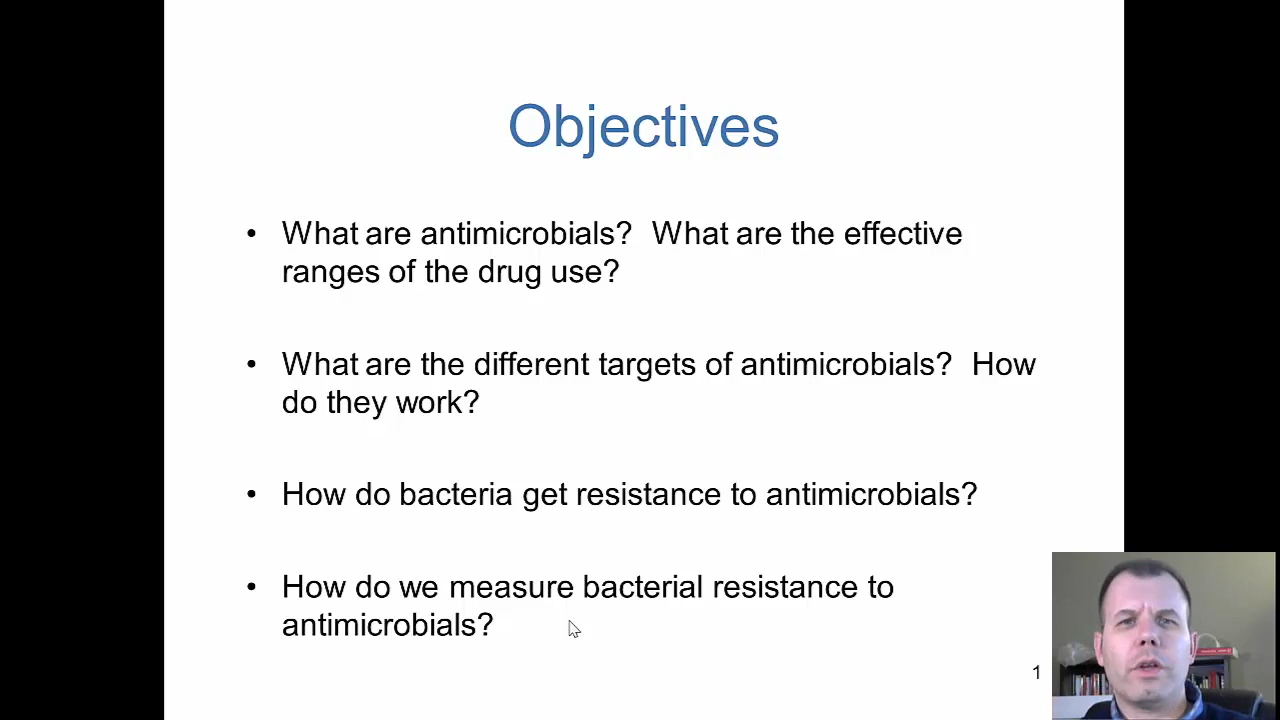 Objectives
• What are antimicrobials?  What are the effective
ranges of the drug use?
• What are the different targets of antimicrobials?  How
do they work?
• How do bacteria get resistance to antimicrobials?
• How do we measure bacterial resistance to
antimicrobials?
1